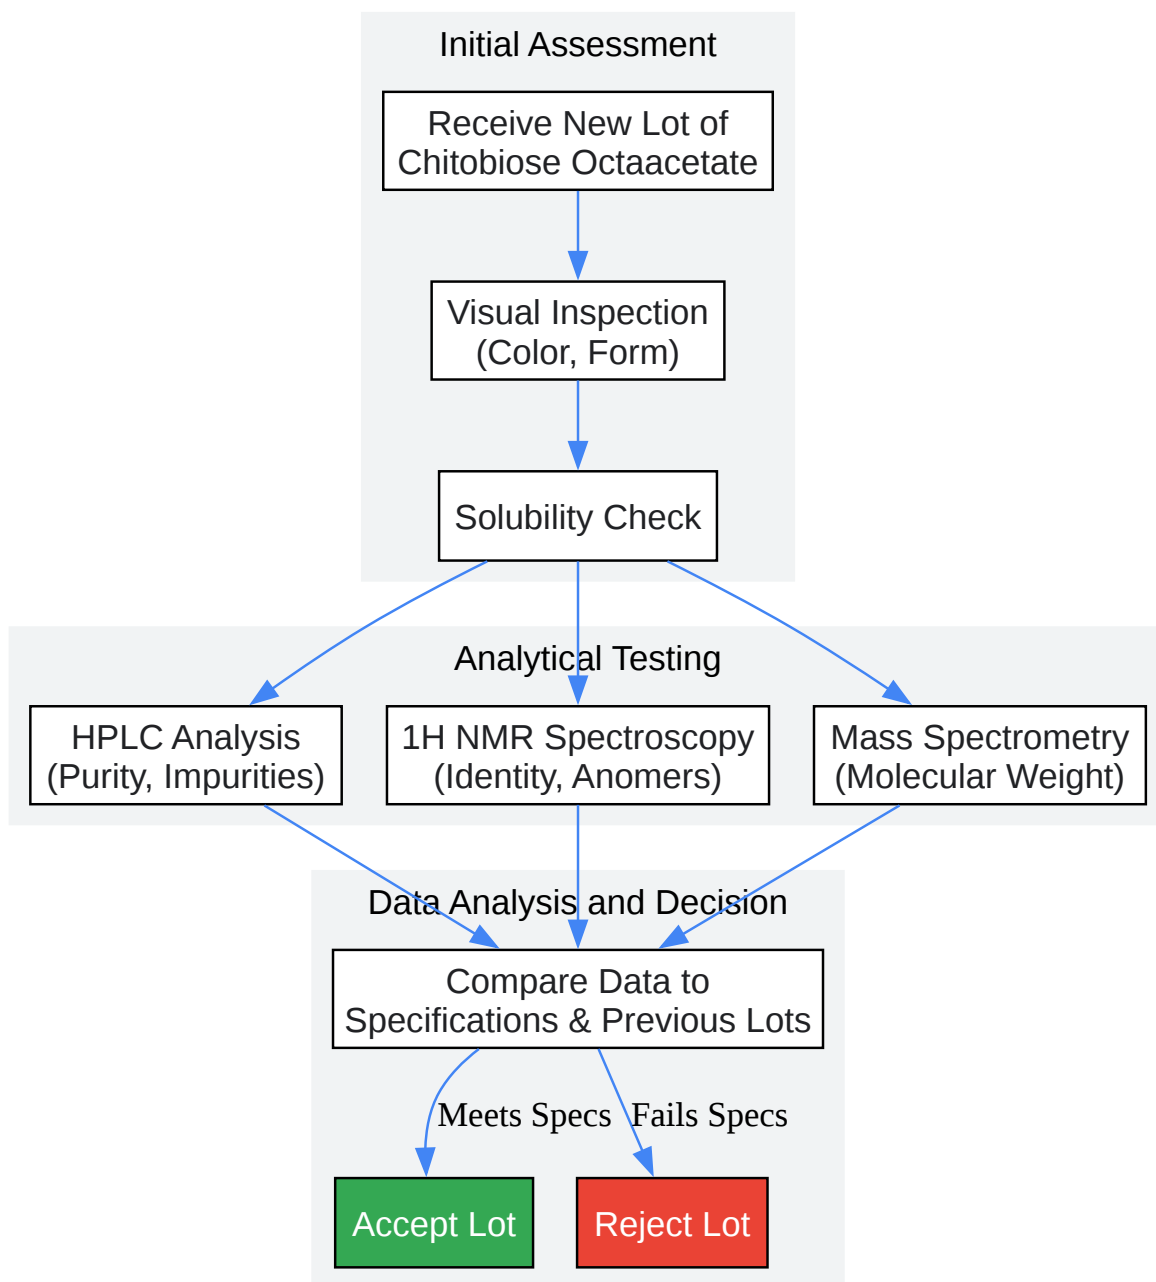 Initial Assessment
Receive New Lot of
Chitobiose Octaacetate
Visual Inspection
(Color, Form)
Solubility Check
Analytical Testing
HPLC Analysis
(Purity, Impurities)
1H NMR Spectroscopy
(Identity, Anomers)
Mass Spectrometry
(Molecular Weight)
Data Analysis and Decision
Compare Data to
Specifications & Previous Lots
Meets Specs
Fails Specs
Accept Lot
Reject Lot